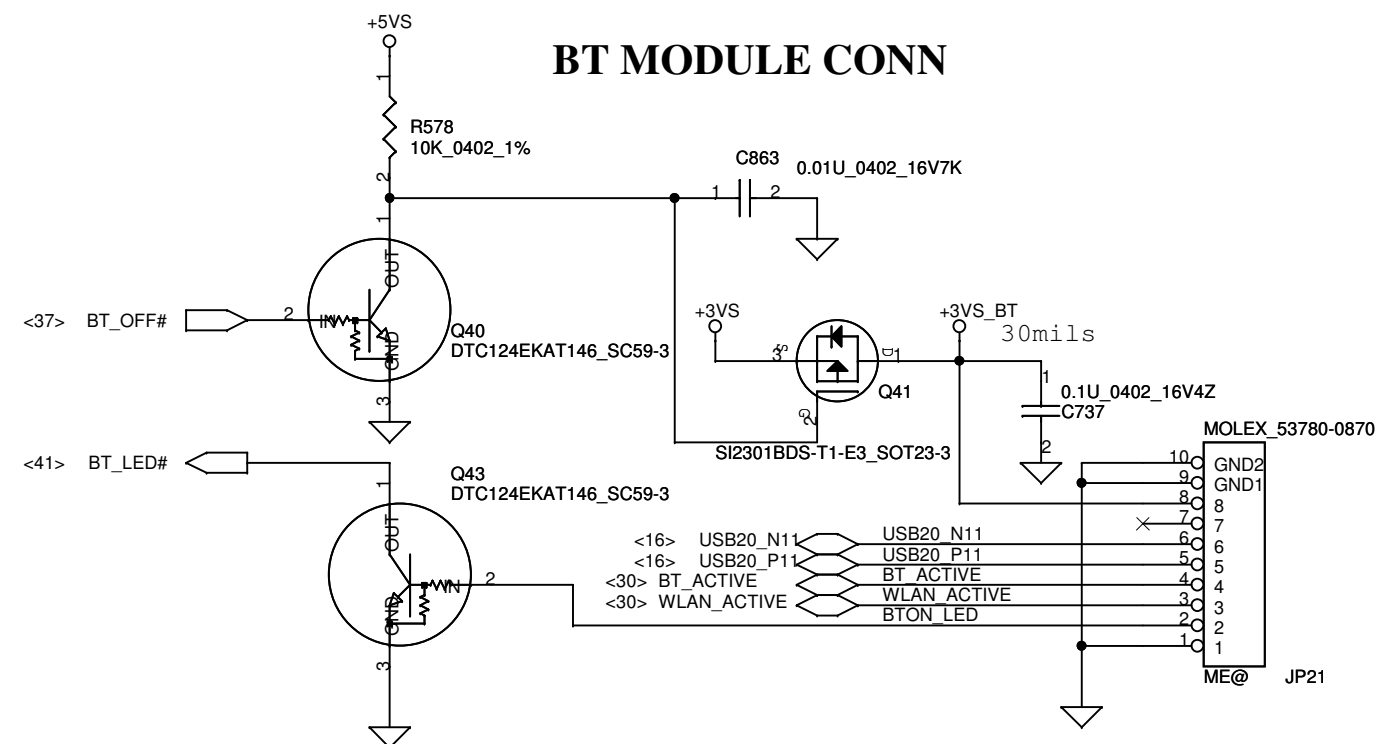 +5VS
BT MODULE CONN
1
R578
10K_0402_1%
2
C863
0.01U_0402_16V7K
1 2
1
OUT
<37> BT_OFF#
2
IN
GND
3
Q40
DTC124EKAT146_SC59-3
+3VS
3
S
D
1
G
2
Q41
SI2301BDS-T1-E3_SOT23-3
+3VS_BT
30mils
1
0.1U_0402_16V4Z
C737
2
<41> BT_LED#
1
OUT
Q43
DTC124EKAT146_SC59-3
IN
2
GND
3
MOLEX_53780-0870
10 GND2
9 GND1
8 8
7 7
<16> USB20_N11 USB20_N11 6 6
<16> USB20_P11 USB20_P11 5 5
<30> BT_ACTIVE BT_ACTIVE 4 4
<30> WLAN_ACTIVE WLAN_ACTIVE 3 3
BTON_LED 2 2
1 1
ME@ JP21